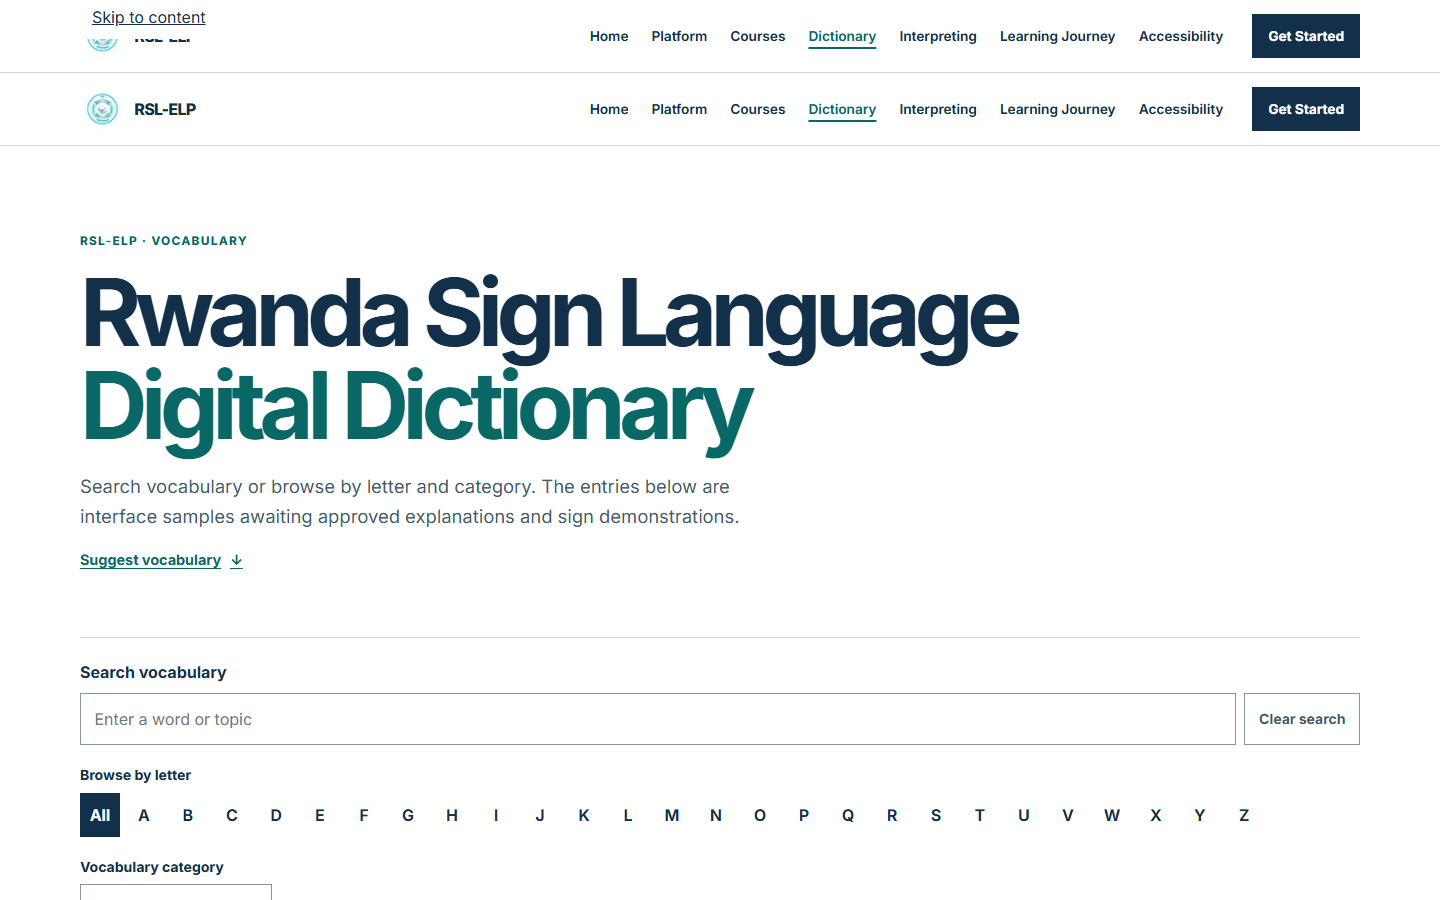 Skip to content
RSL-ELP Home Platform Courses Dictionary Interpreting Learning Journey Accessibility Get Started
RSL-ELP Home Platform Courses Dictionary Interpreting Learning Journey Accessibility Get Started
RSL-ELP · VOCABULARY
Rwanda Sign Language
Digital Dictionary
Search vocabulary or browse by letter and category. The entries below are
interface samples awaiting approved explanations and sign demonstrations.
Suggest vocabulary ↓
Search vocabulary
Enter a word or topic Clear search
Browse by letter
All A B C D E F G H I J K L M N O P Q R S T U V W X Y Z
Vocabulary category